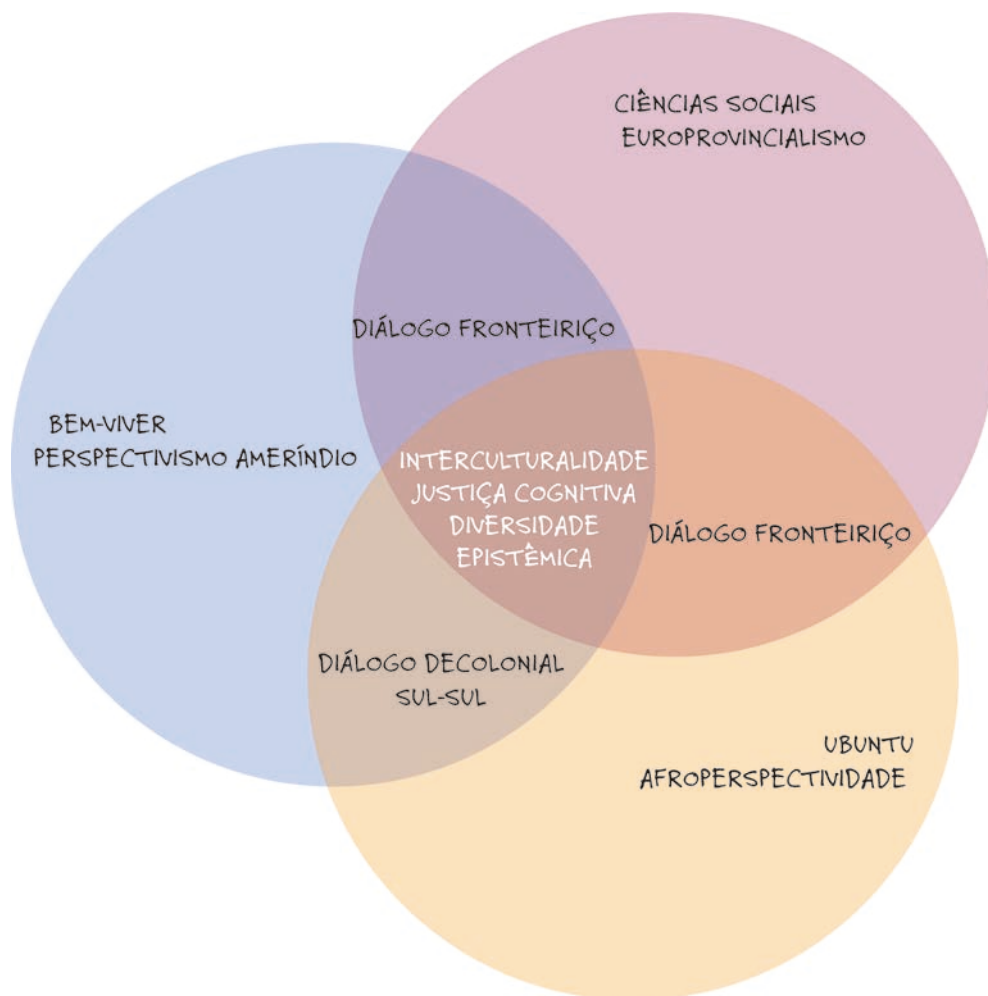 CIÊNCIAS SOCIAIS
EUROPROVINCIALISMO
DIÁLOGO FRONTEIRIÇO
BEM-VIVER
PERSPECTIVISMO AMERÍNDIO
INTERCULTURALIDADE
JUSTIÇA COGNITIVA
DIVERSIDADE
EPISTÊMICA
DIÁLOGO FRONTEIRIÇO
DIÁLOGO DECOLONIAL
SUL-SUL
UBUNTU
AFROPERSPECTIVIDADE